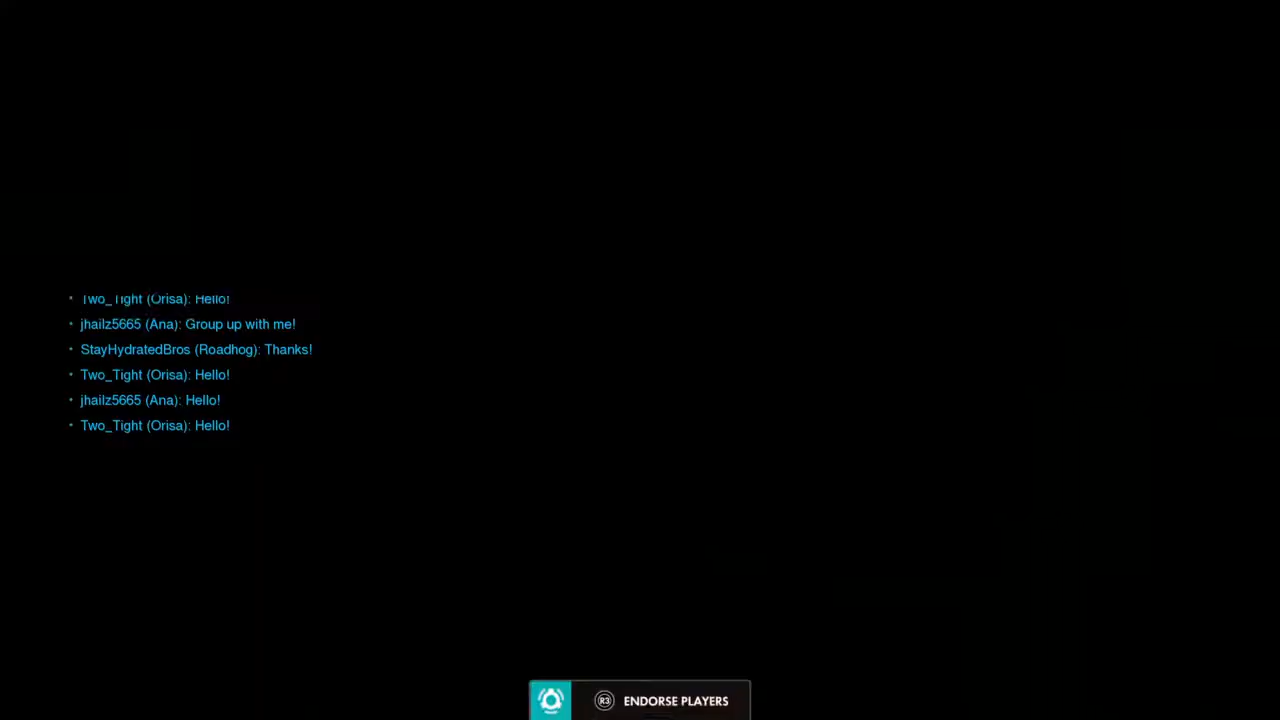 Two_Tight (Orisa): Hello!
jhailz5665 (Ana): Group up with me!
StayHydratedBros (Roadhog): Thanks!
Two_Tight (Orisa): Hello!
jhailz5665 (Ana): Hello!
Two_Tight (Orisa): Hello!
R3 ENDORSE PLAYERS